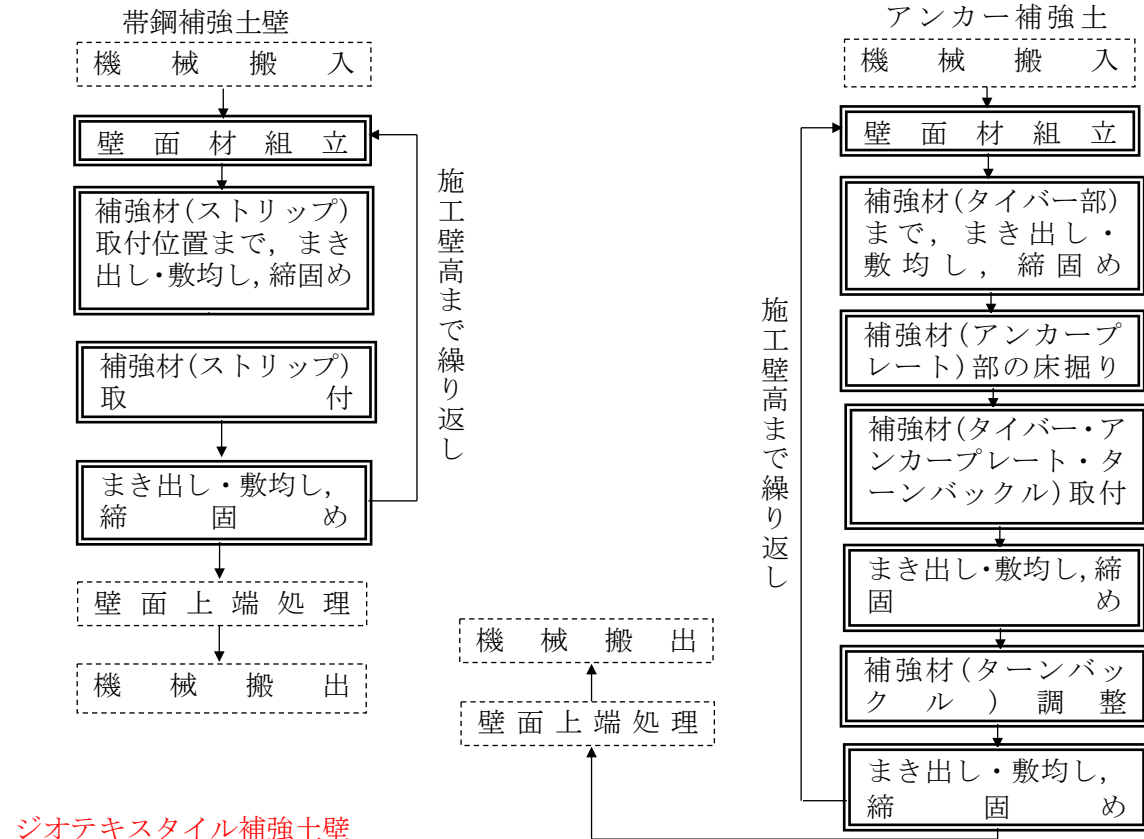 帯鋼補強土壁
機械搬入
壁面材組立
補強材(ストリップ)
取付位置まで, まき
出し・敷均し, 締固め
補強材(ストリップ)
取付
まき出し・敷均し,
締固め
壁面上端処理
機械搬出
施工壁高まで繰り返し
アンカー補強土
機械搬入
壁面材組立
補強材(タイバー部)
まで, まき出し・
敷均し, 締固め
補強材(アンカープ
レート)部の床掘り
補強材(タイバー・ア
ンカープレート・タ
ーンバックル)取付
まき出し・敷均し, 締
固め
補強材(ターンバッ
クル)調整
まき出し・敷均し,
締固め
施工壁高まで繰り返し
機械搬出
壁面上端処理
ジオテキスタイル補強土壁